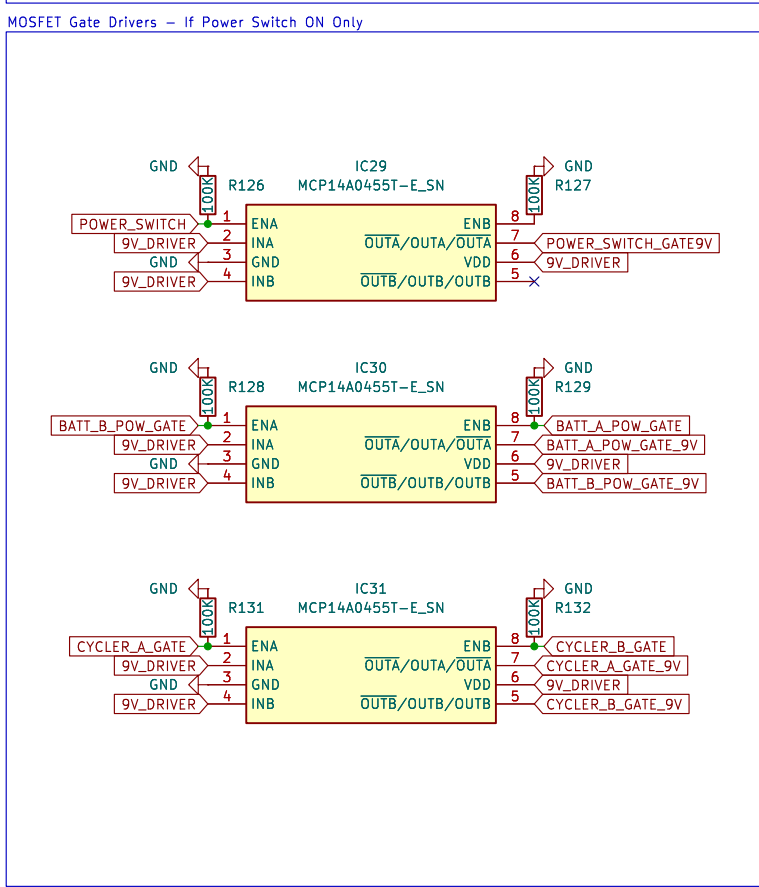 MOSFET Gate Drivers – If Power Switch ON Only
GND IC29 GND
100K R126 MCP14A0455T-E_SN 100K R127
POWER_SWITCH 1 ENA ENB 8
9V_DRIVER 2 INA OUTA/OUTA/OUTA 7 POWER_SWITCH_GATE9V
GND 3 GND VDD 6 9V_DRIVER
9V_DRIVER 4 INB OUTB/OUTB/OUTB 5
GND IC30 GND
100K R128 MCP14A0455T-E_SN 100K R129
BATT_B_POW_GATE 1 ENA ENB 8 BATT_A_POW_GATE
9V_DRIVER 2 INA OUTA/OUTA/OUTA 7 BATT_A_POW_GATE_9V
GND 3 GND VDD 6 9V_DRIVER
9V_DRIVER 4 INB OUTB/OUTB/OUTB 5 BATT_B_POW_GATE_9V
GND IC31 GND
100K R131 MCP14A0455T-E_SN 100K R132
CYCLER_A_GATE 1 ENA ENB 8 CYCLER_B_GATE
9V_DRIVER 2 INA OUTA/OUTA/OUTA 7 CYCLER_A_GATE_9V
GND 3 GND VDD 6 9V_DRIVER
9V_DRIVER 4 INB OUTB/OUTB/OUTB 5 CYCLER_B_GATE_9V